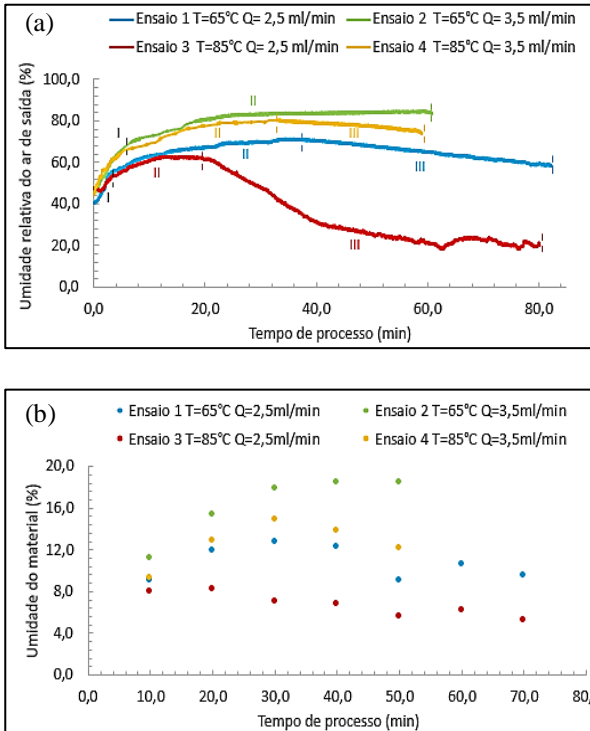 (a)
Ensaio 1 T=65°C Q= 2,5 ml/min
Ensaio 2 T=65°C Q= 3,5 ml/min
Ensaio 3 T=85°C Q= 2,5 ml/min
Ensaio 4 T=85°C Q= 3,5 ml/min
Umidade relativa do ar de saída (%)
100,0
80,0
60,0
40,0
20,0
0,0
II
I
II
III
II
III
II
I
III
0,0 20,0 40,0 60,0 80,0
Tempo de processo (min)
(b)
Ensaio 1 T=65°C Q=2,5ml/min
Ensaio 2 T=65°C Q=3,5ml/min
Ensaio 3 T=85°C Q=2,5ml/min
Ensaio 4 T=85°C Q=3,5ml/min
Umidade do material (%)
20,0
16,0
12,0
8,0
4,0
0,0
0,0 10,0 20,0 30,0 40,0 50,0 60,0 70,0 80,
Tempo de processo (min)